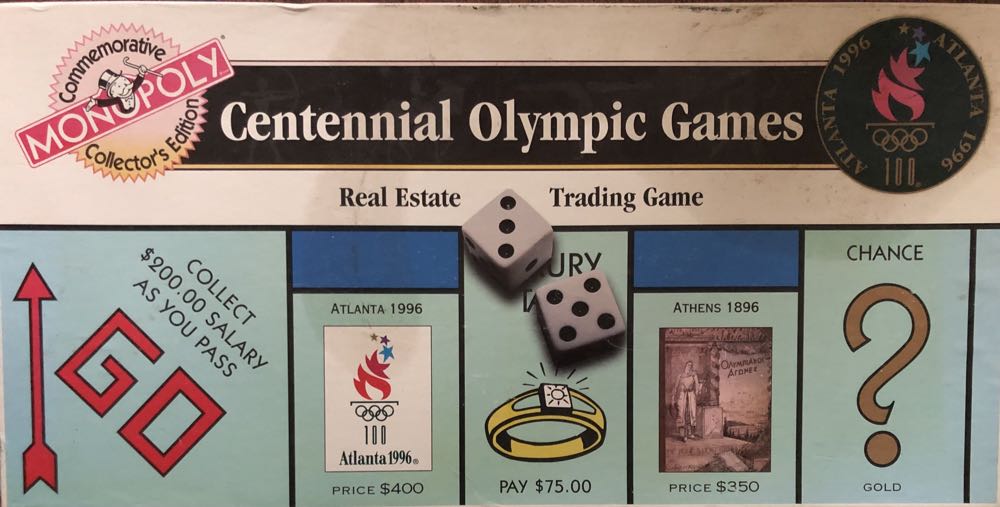 Commemorative
MONOPOLY
Collector's Edition
Centennial Olympic Games
ATLANTA 1996
ATLANTA 1996
100
Real Estate Trading Game
COLLECT
$200.00 SALARY
AS YOU PASS
GO
ATLANTA 1996
100
Atlanta 1996®
PRICE $400
URY
PAY $75.00
ATHENS 1896
PRICE $350
CHANCE
?
GOLD